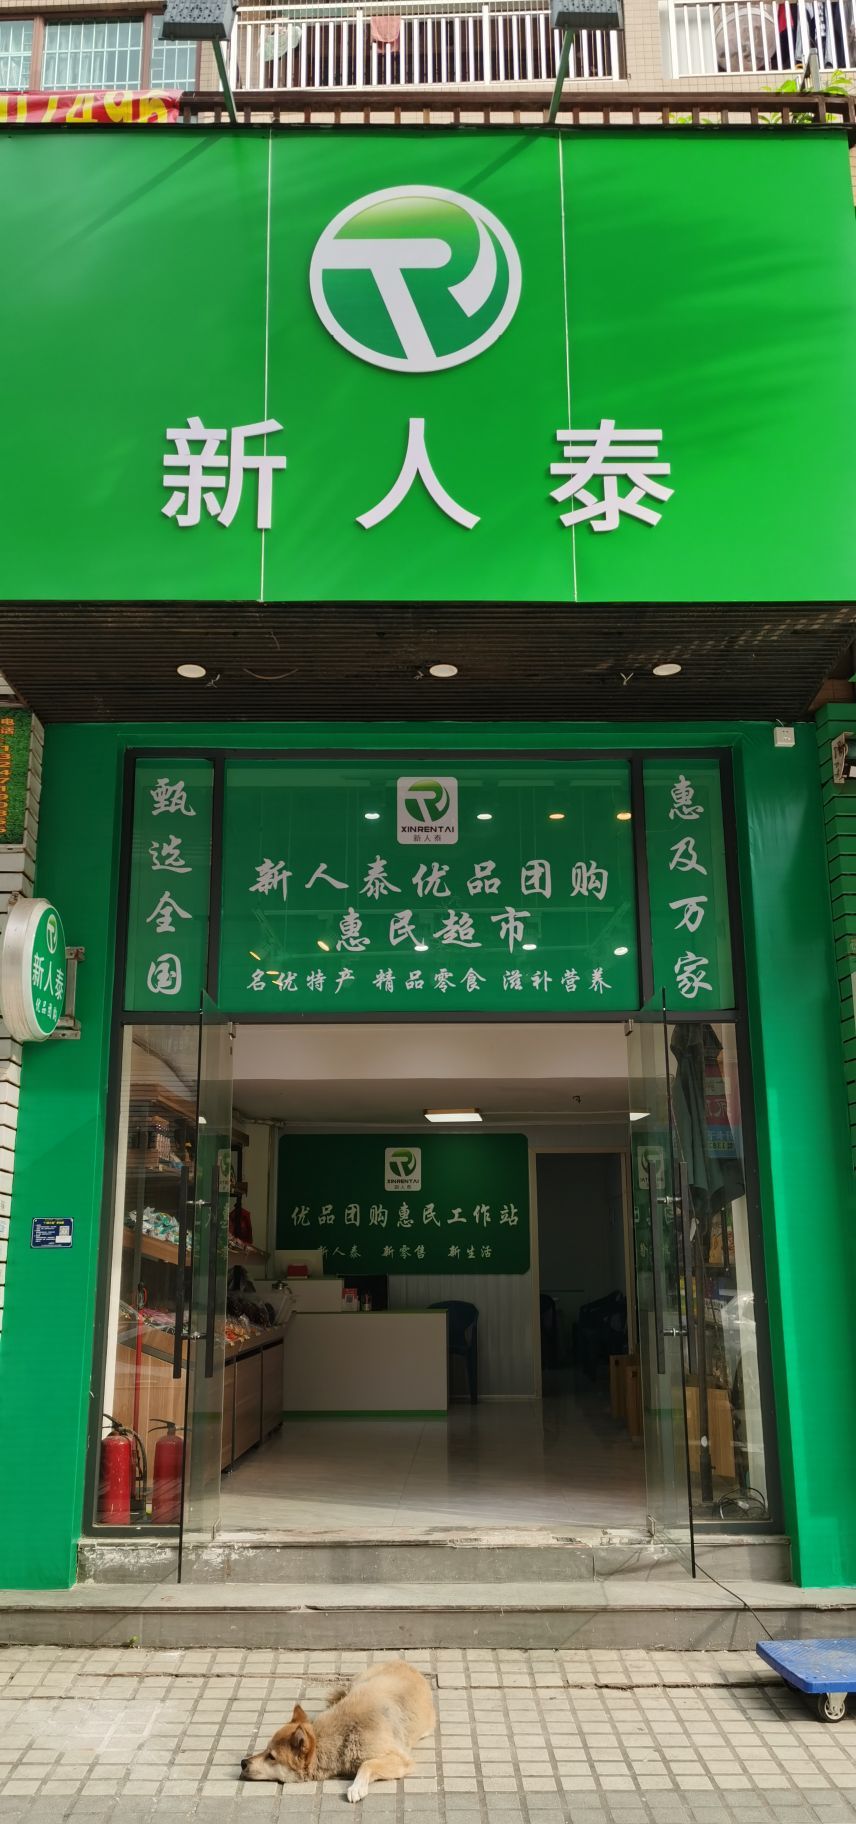 新人泰
甄选全国
XINRENTAI
新人泰
新人泰优品团购
惠民超市
名优特产 精品零食 滋补营养
惠及万家
新人泰
优品团购
XINRENTAI
新人泰
优品团购惠民工作站
新人泰 新零售 新生活